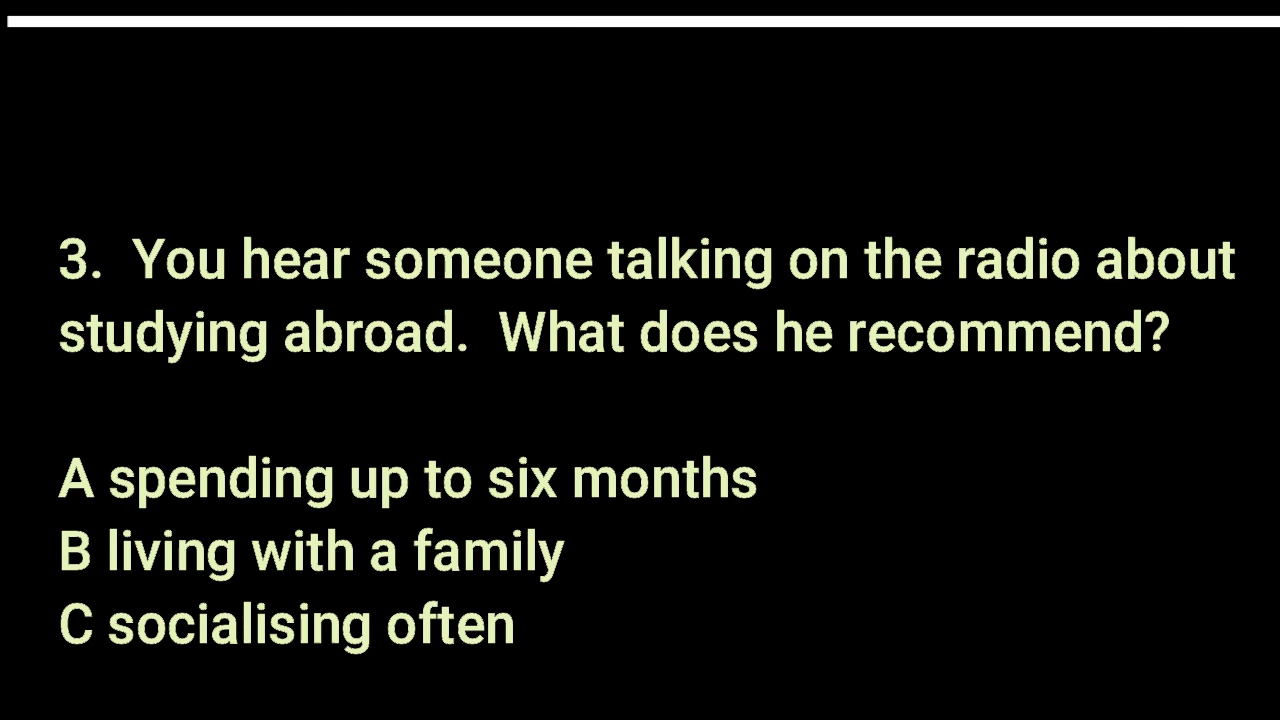 3.  You hear someone talking on the radio about
studying abroad.  What does he recommend?
A spending up to six months
B living with a family
C socialising often